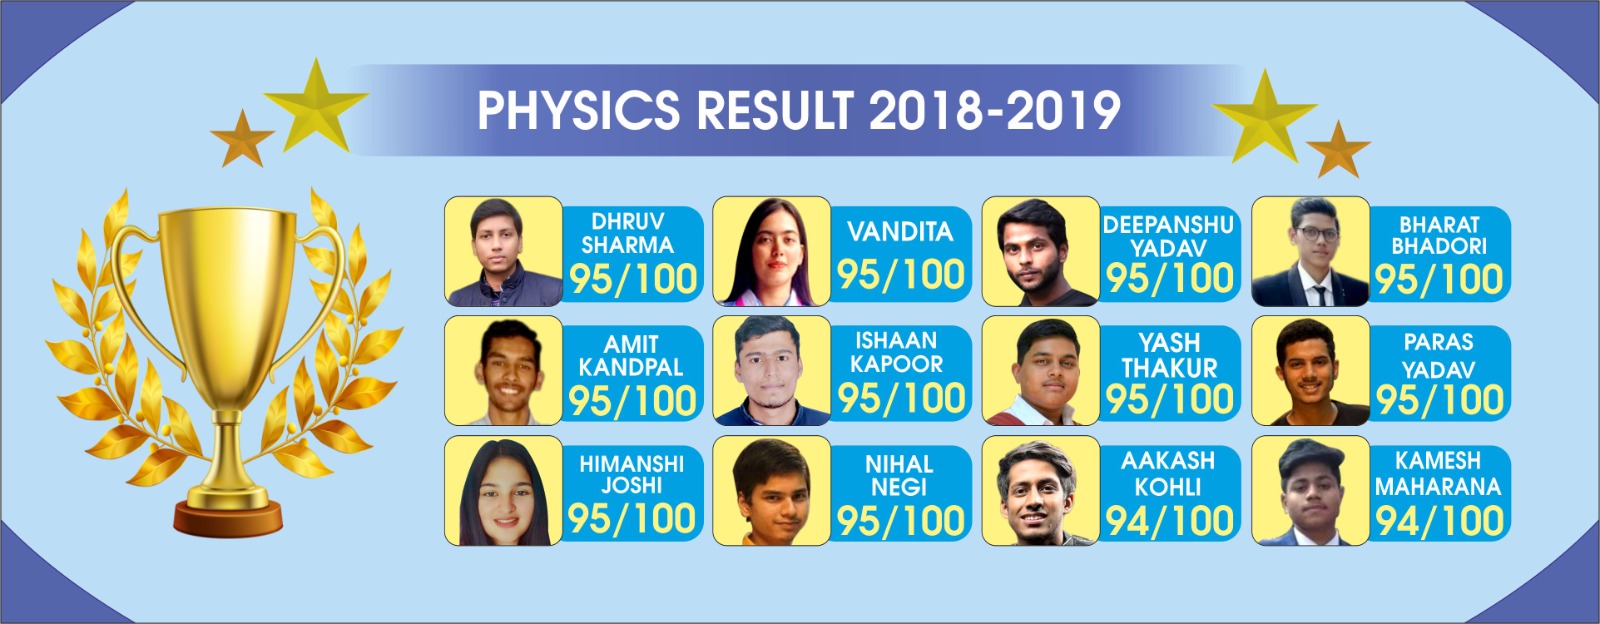 PHYSICS RESULT 2018-2019
DHRUV
SHARMA
95/100
VANDITA
95/100
DEEPANSHU
YADAV
95/100
BHARAT
BHADORI
95/100
AMIT
KANDPAL
95/100
ISHAAN
KAPOOR
95/100
YASH
THAKUR
95/100
PARAS
YADAV
95/100
HIMANSHI
JOSHI
95/100
NIHAL
NEGI
95/100
AAKASH
KOHLI
94/100
KAMESH
MAHARANA
94/100